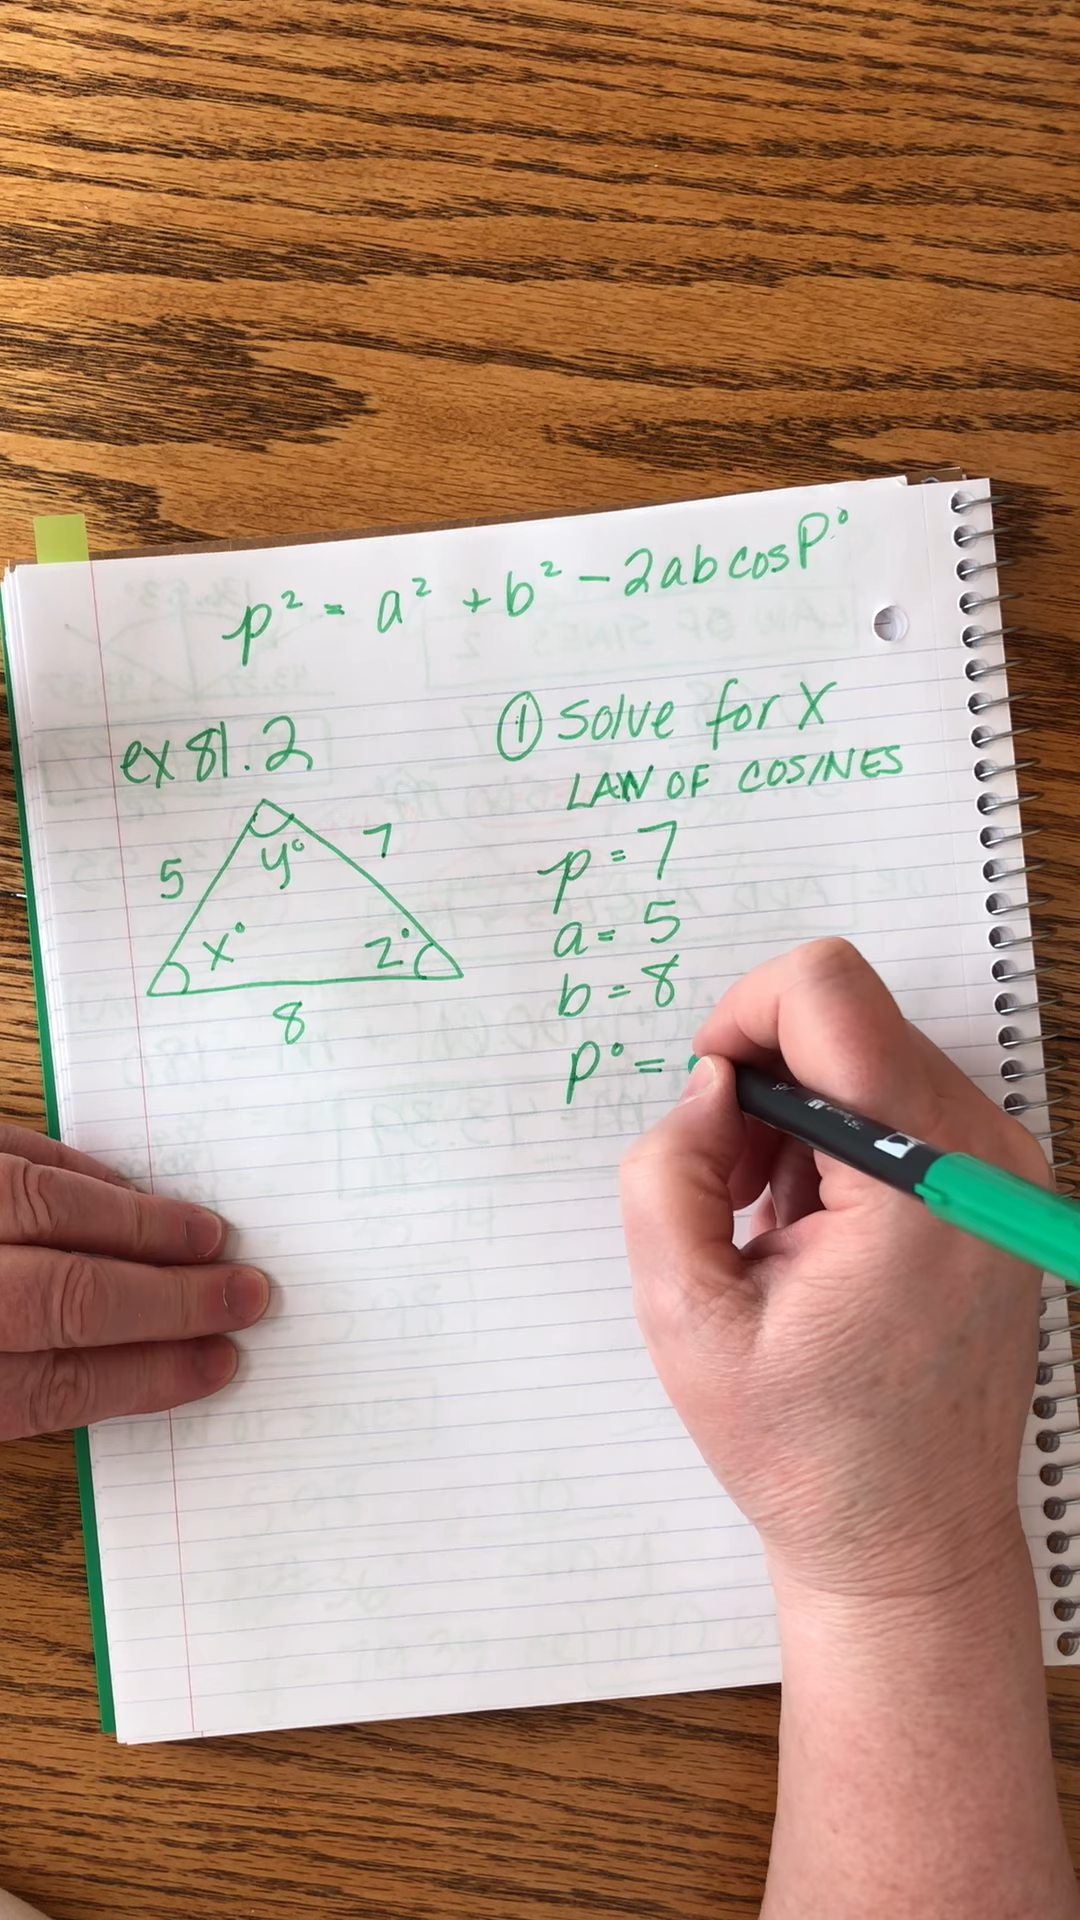 p² = a² + b² - 2ab cos P°
ex 81.2
5
7
y°
x°
z°
8
① Solve for X
LAW OF COSINES
p = 7
a = 5
b = 8
P° =